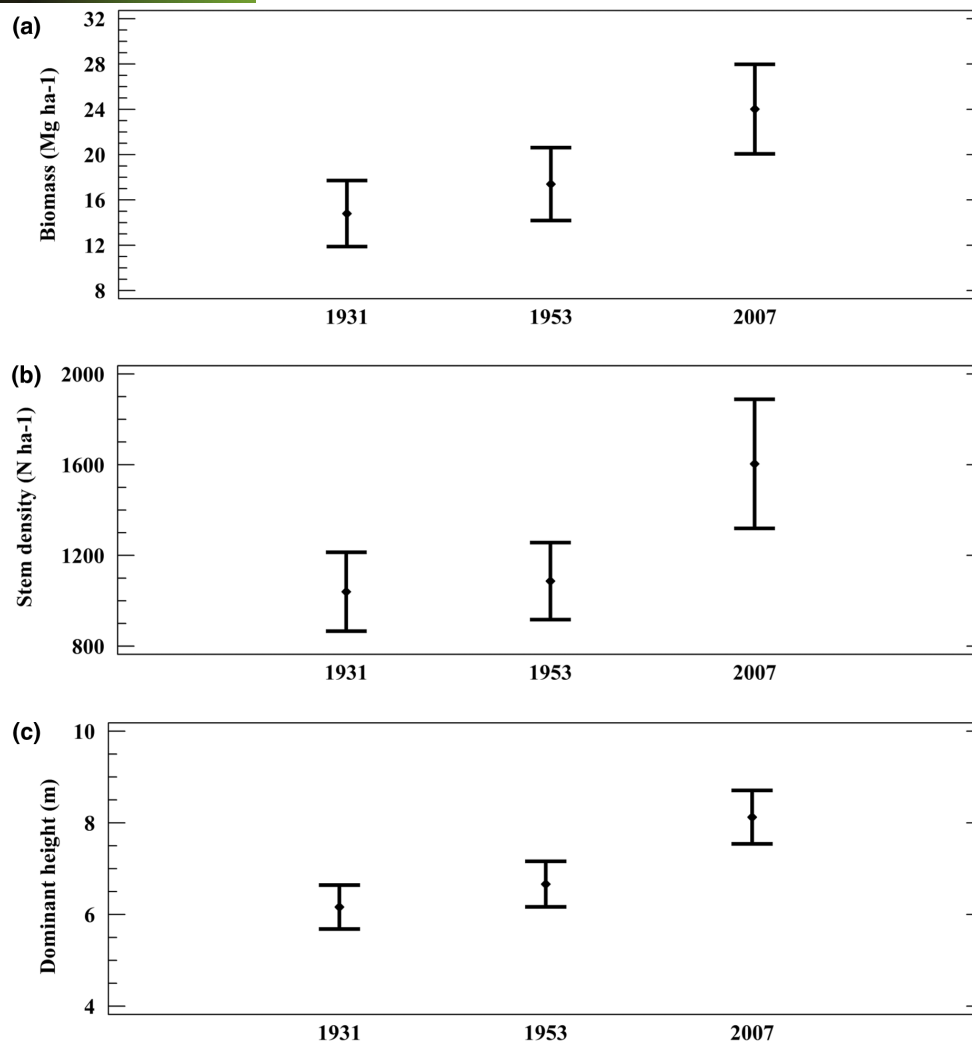 (a)
Biomass (Mg ha-1)
32
28
24
20
16
12
8
1931 1953 2007
(b)
Stem density (N ha-1)
2000
1600
1200
800
1931 1953 2007
(c)
Dominant height (m)
10
8
6
4
1931 1953 2007